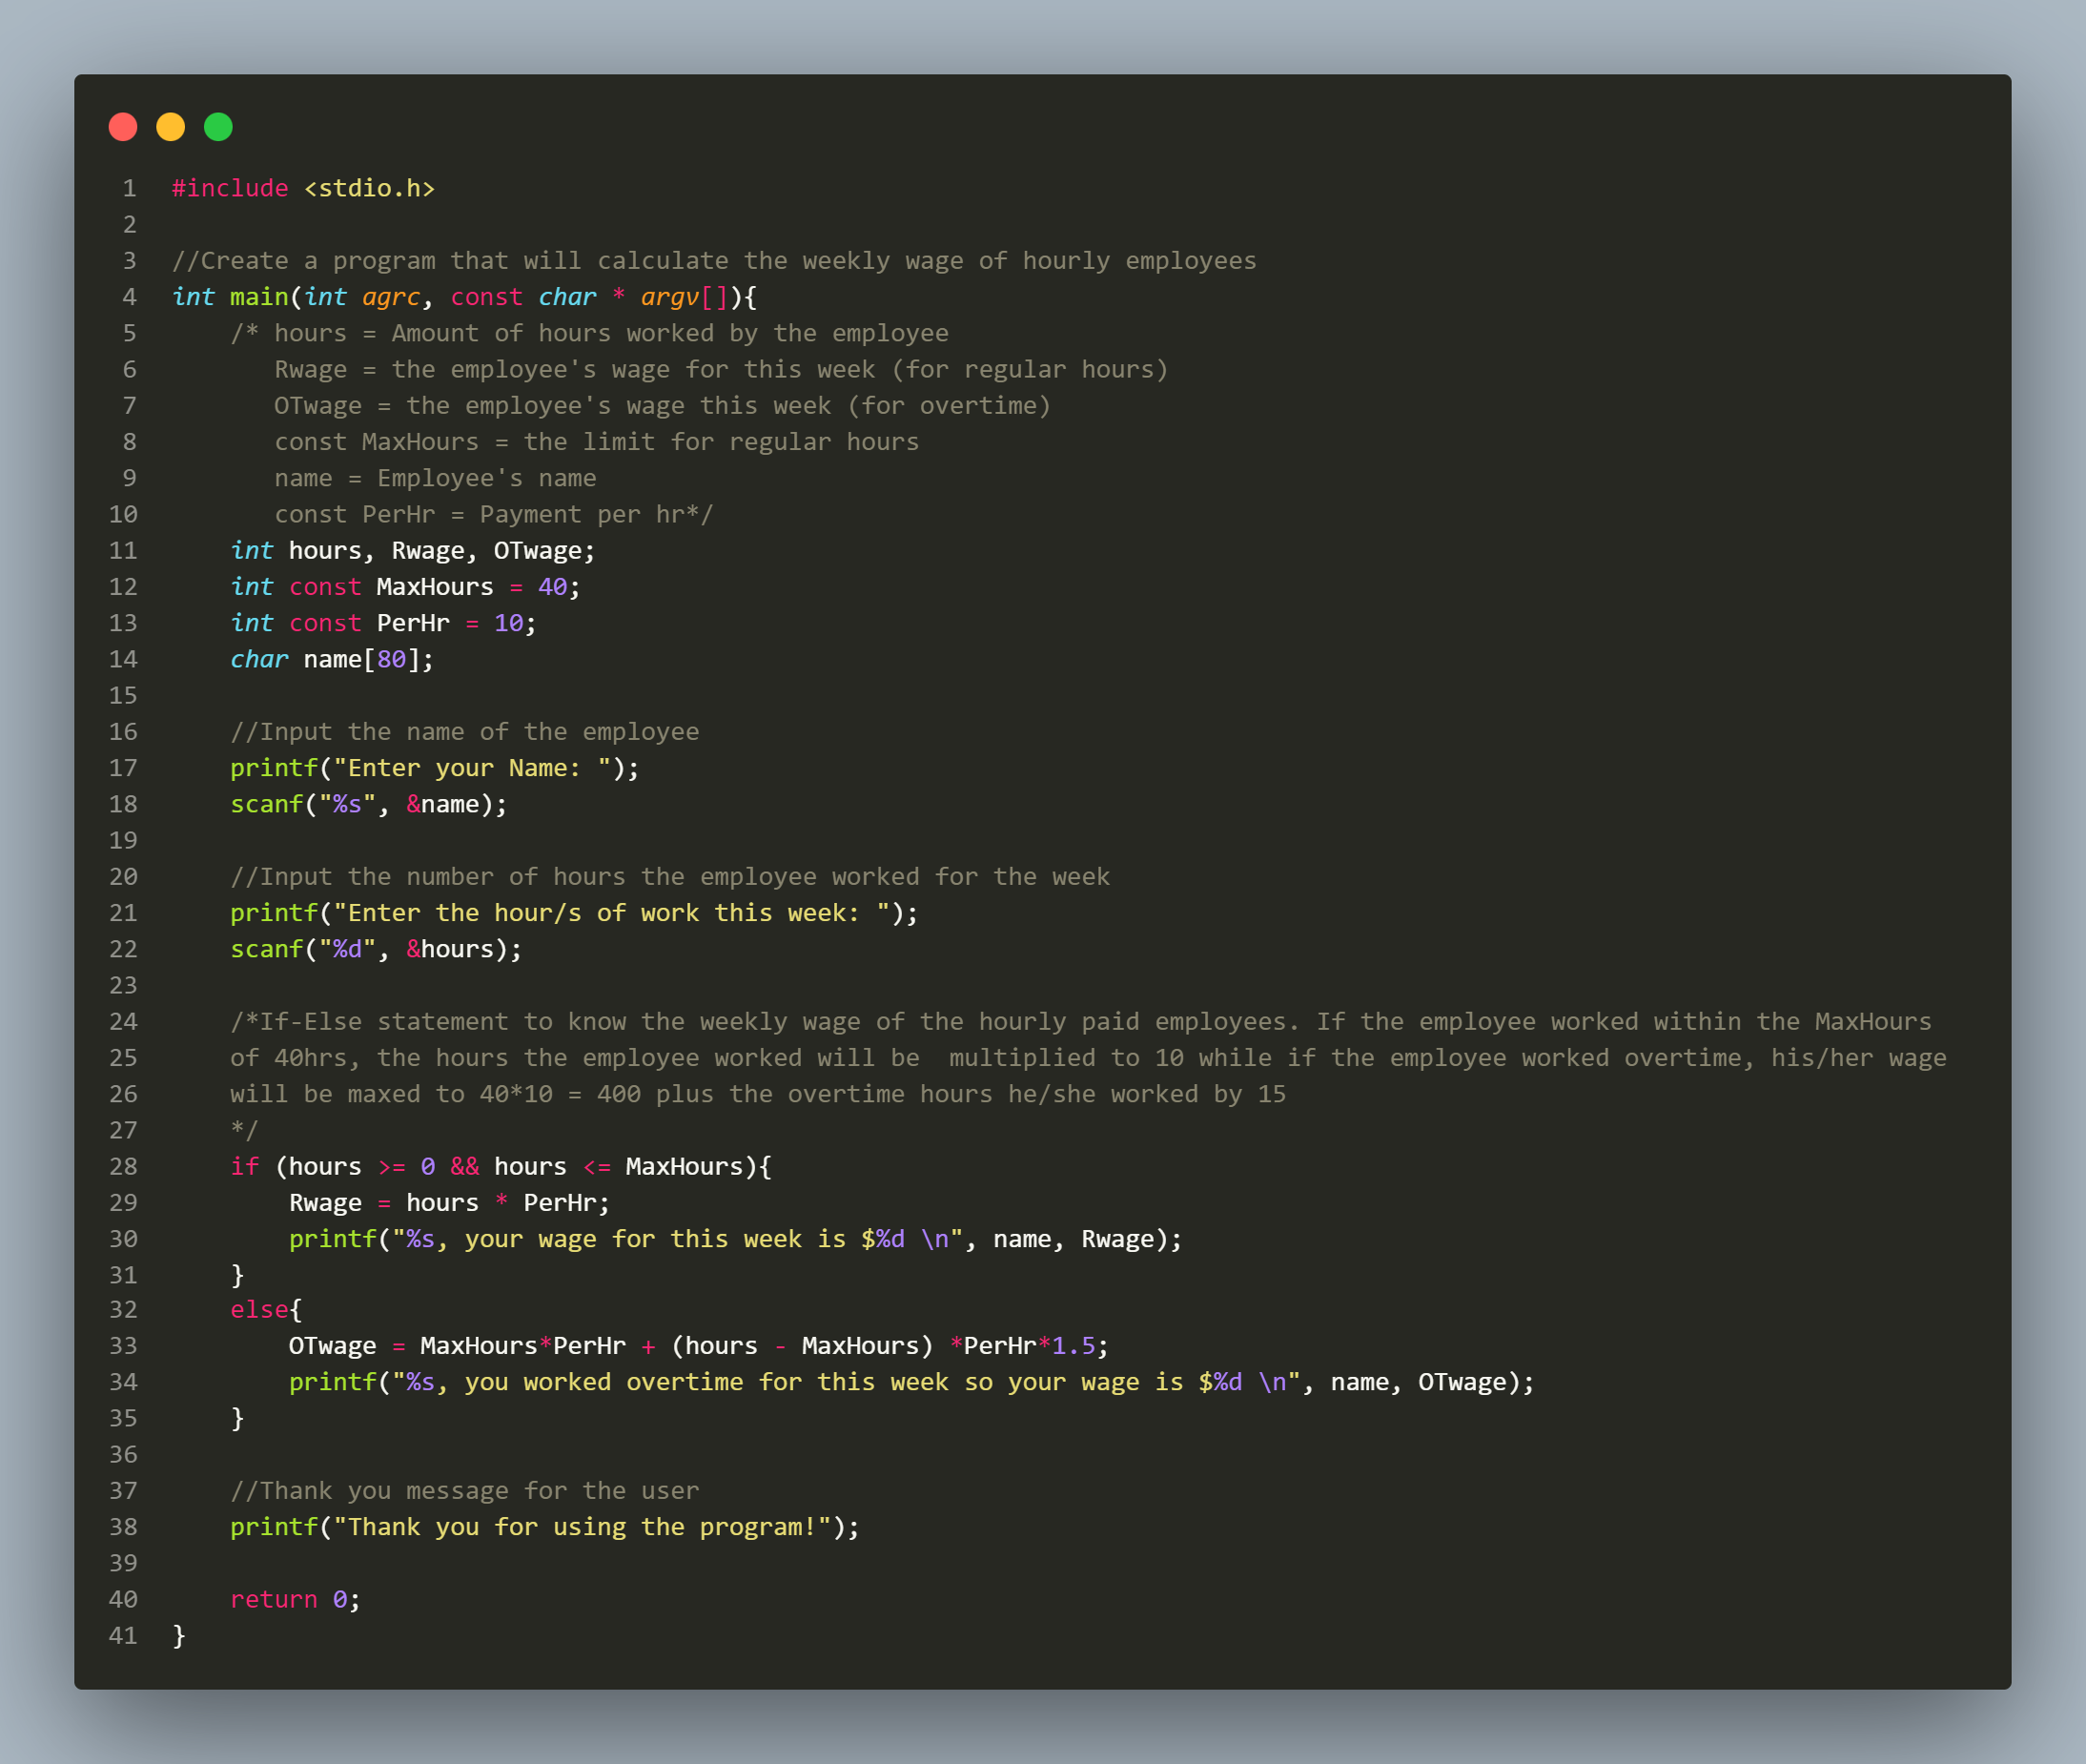 1 #include <stdio.h>
2
3 //Create a program that will calculate the weekly wage of hourly employees
4 int main(int agrc, const char * argv[]){
5     /* hours = Amount of hours worked by the employee
6        Rwage = the employee's wage for this week (for regular hours)
7        OTwage = the employee's wage this week (for overtime)
8        const MaxHours = the limit for regular hours
9        name = Employee's name
10        const PerHr = Payment per hr*/
11     int hours, Rwage, OTwage;
12     int const MaxHours = 40;
13     int const PerHr = 10;
14     char name[80];
15
16     //Input the name of the employee
17     printf("Enter your Name: ");
18     scanf("%s", &name);
19
20     //Input the number of hours the employee worked for the week
21     printf("Enter the hour/s of work this week: ");
22     scanf("%d", &hours);
23
24     /*If-Else statement to know the weekly wage of the hourly paid employees. If the employee worked within the MaxHours
25     of 40hrs, the hours the employee worked will be  multiplied to 10 while if the employee worked overtime, his/her wage
26     will be maxed to 40*10 = 400 plus the overtime hours he/she worked by 15
27     */
28     if (hours >= 0 && hours <= MaxHours){
29         Rwage = hours * PerHr;
30         printf("%s, your wage for this week is $%d \n", name, Rwage);
31     }
32     else{
33         OTwage = MaxHours*PerHr + (hours - MaxHours) *PerHr*1.5;
34         printf("%s, you worked overtime for this week so your wage is $%d \n", name, OTwage);
35     }
36
37     //Thank you message for the user
38     printf("Thank you for using the program!");
39
40     return 0;
41 }